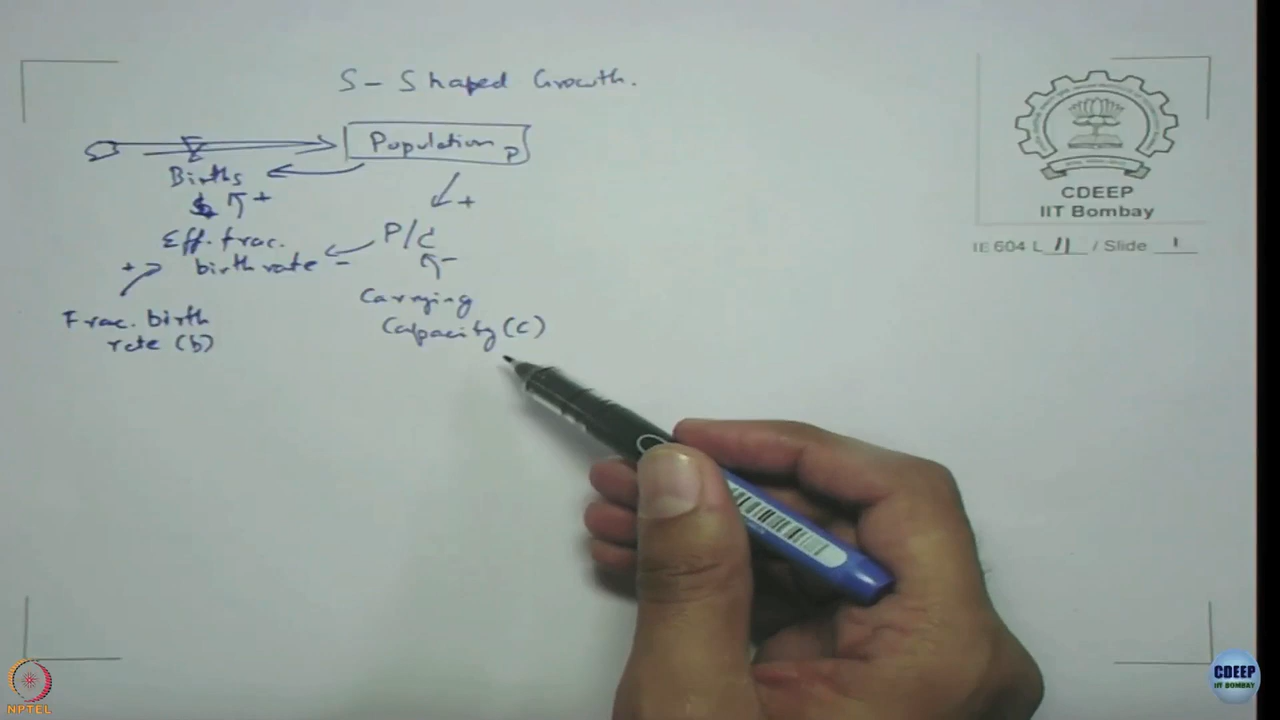 S - Shaped Growth.
Population P
Births
+
+
Eff. frac.
P/C
birth rate -
+
-
Carrying
Capacity (C)
Frac. birth
rate (b)
CDEEP
IIT Bombay
IE 604 L 11 / Slide 1
NPTEL
CDEEP
IIT BOMBAY